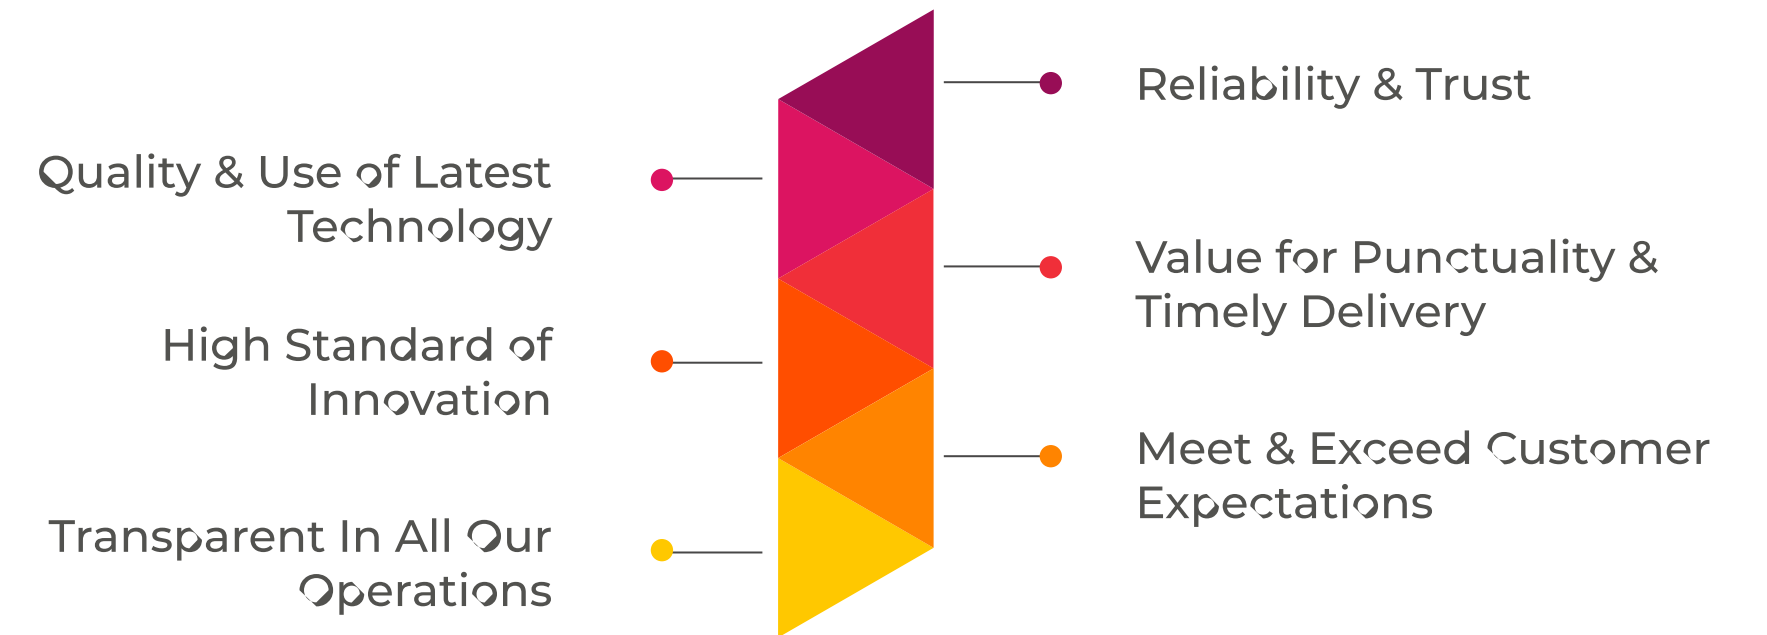 Reliability & Trust
Quality & Use of Latest
Technology
Value for Punctuality &
Timely Delivery
High Standard of
Innovation
Meet & Exceed Customer
Expectations
Transparent In All Our
Operations